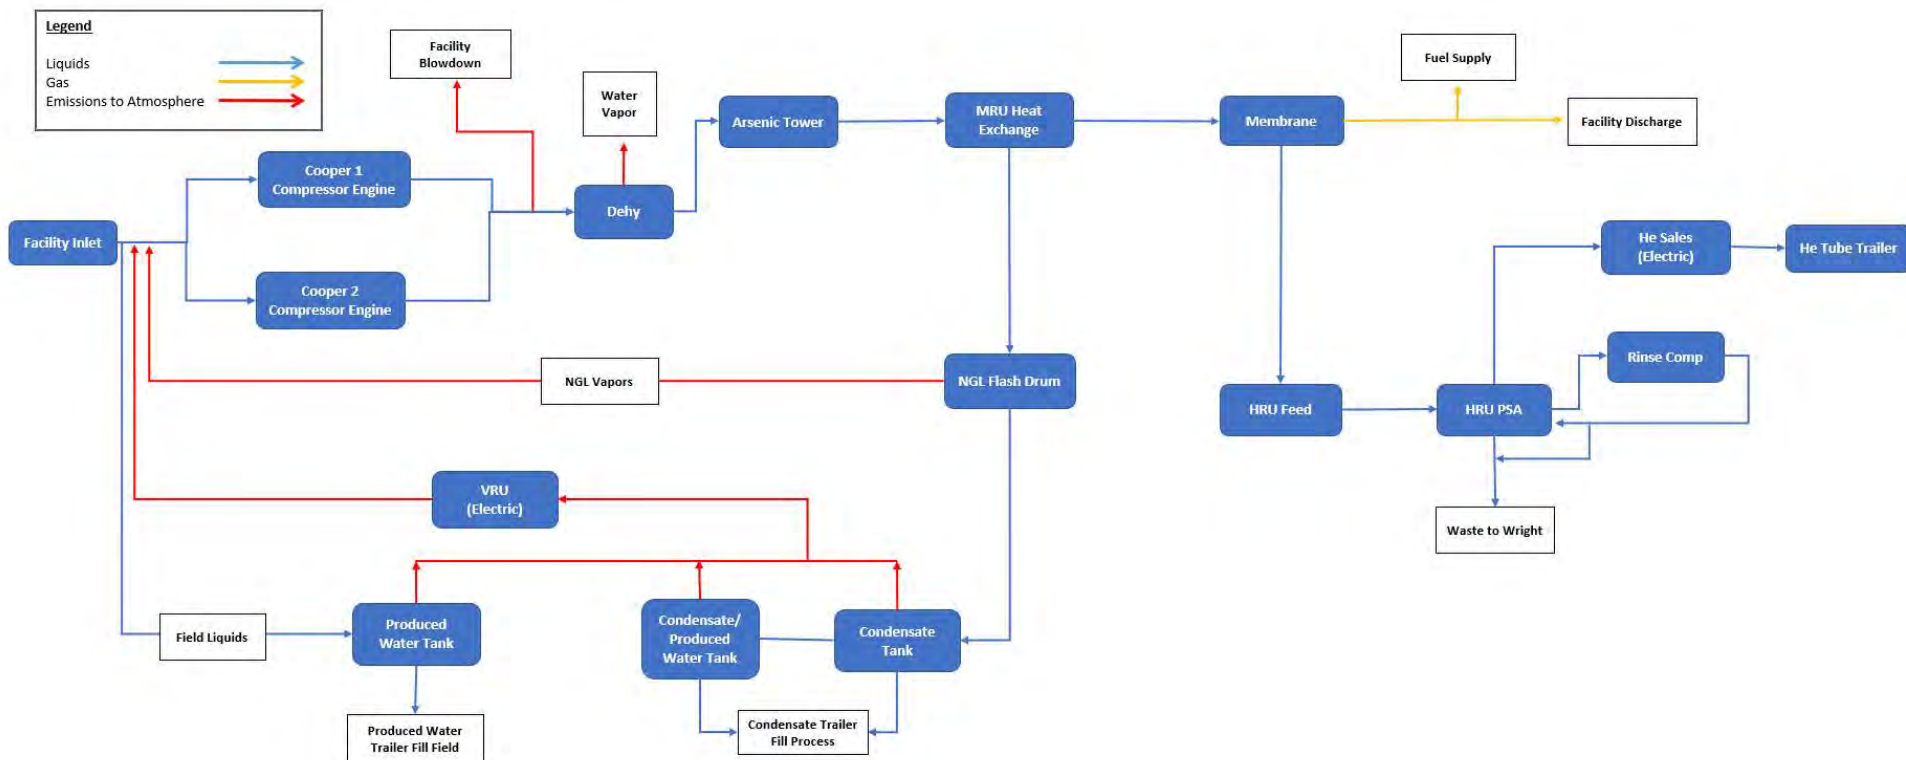 Legend
Liquids
Gas
Emissions to Atmosphere
Facility
Blowdown
Water
Vapor
Fuel Supply
Facility Discharge
Arsenic Tower
MRU Heat
Exchange
Membrane
Cooper 1
Compressor Engine
Dehy
Facility Inlet
He Sales
(Electric)
He Tube Trailer
Cooper 2
Compressor Engine
NGL Vapors
NGL Flash Drum
Rinse Comp
HRU Feed
HRU PSA
VRU
(Electric)
Waste to Wright
Field Liquids
Produced
Water Tank
Condensate/
Produced
Water Tank
Condensate
Tank
Produced Water
Trailer Fill Field
Condensate Trailer
Fill Process